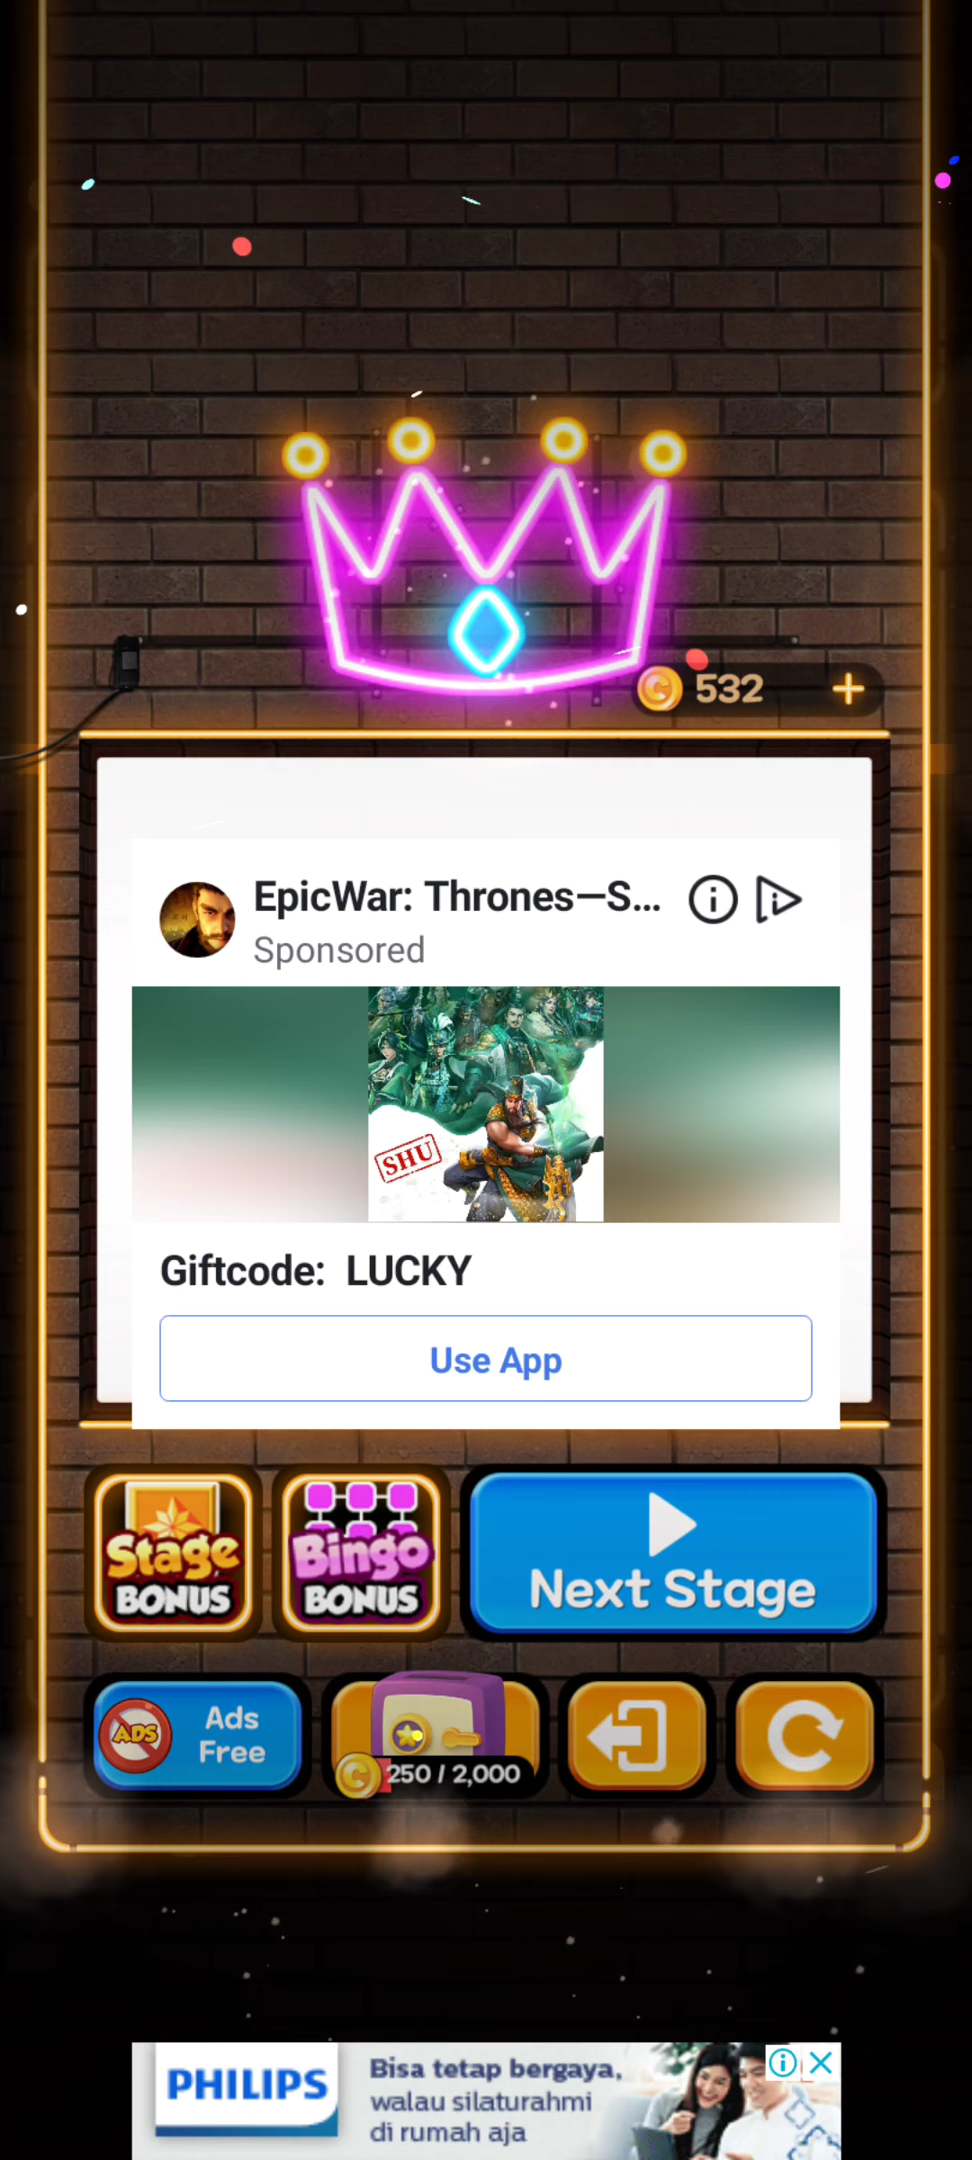 532
EpicWar: Thrones—S...
Sponsored
SHU
Giftcode: LUCKY
Use App
Stage
BONUS
Bingo
BONUS
Next Stage
ADS
Ads
Free
250 / 2,000
PHILIPS
Bisa tetap bergaya,
walau silaturahmi
di rumah aja